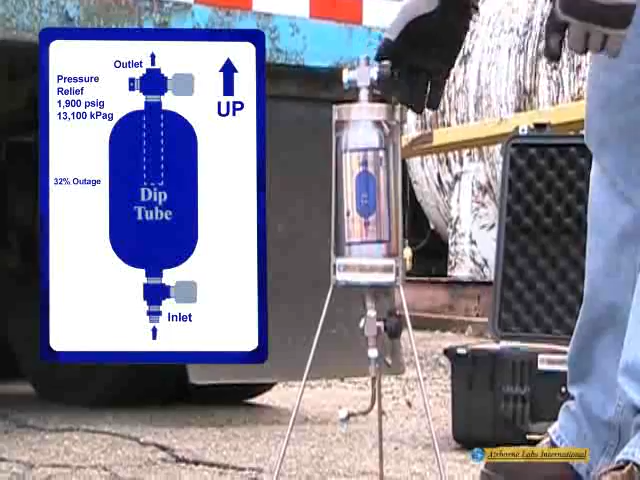 Outlet
Pressure
Relief
1,900 psig
13,100 kPag
UP
32% Outage
Dip
Tube
Inlet
Airborne Labs International